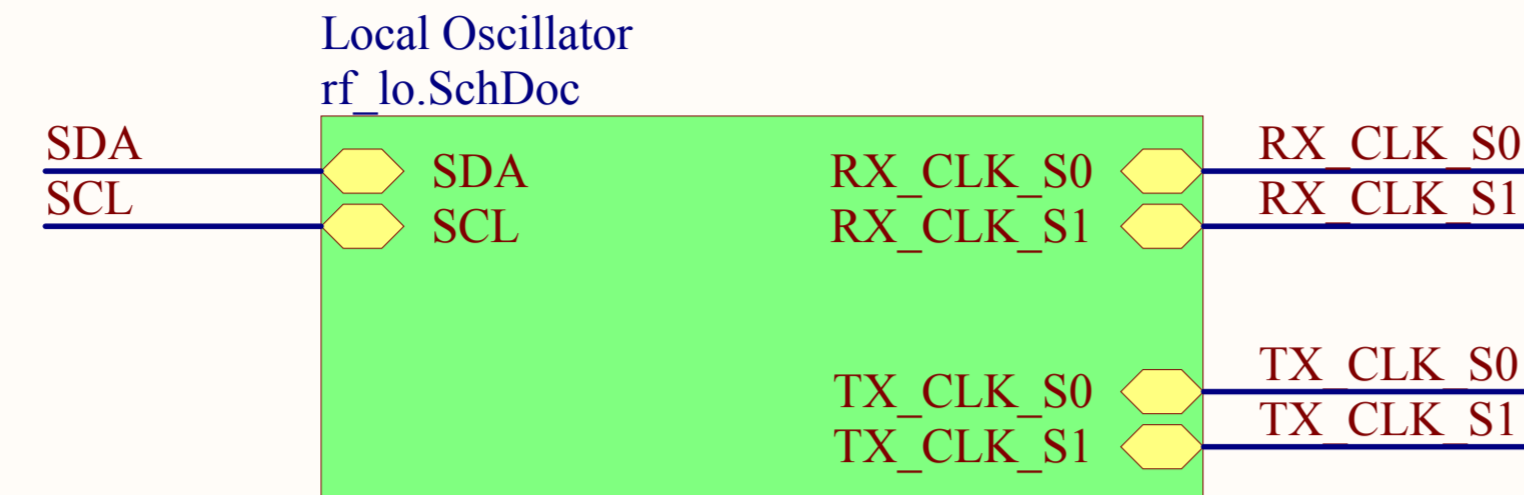 Local Oscillator
rf_lo.SchDoc
SDA
SDA
RX_CLK_S0
RX_CLK_S0
SCL
SCL
RX_CLK_S1
RX_CLK_S1
TX_CLK_S0
TX_CLK_S0
TX_CLK_S1
TX_CLK_S1